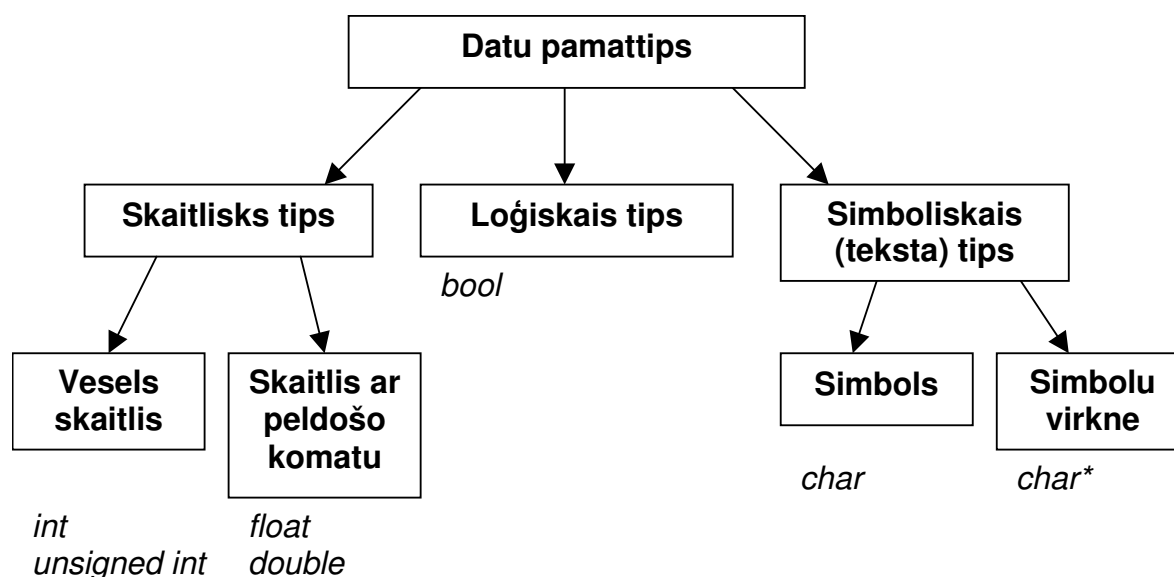 Datu pamattips
Skaitlisks tips
Loģiskais tips
Simboliskais
(teksta) tips
bool
Vesels
skaitlis
Skaitlis ar
peldošo
komatu
Simbols
Simbolu
virkne
char
char*
int
unsigned int
float
double